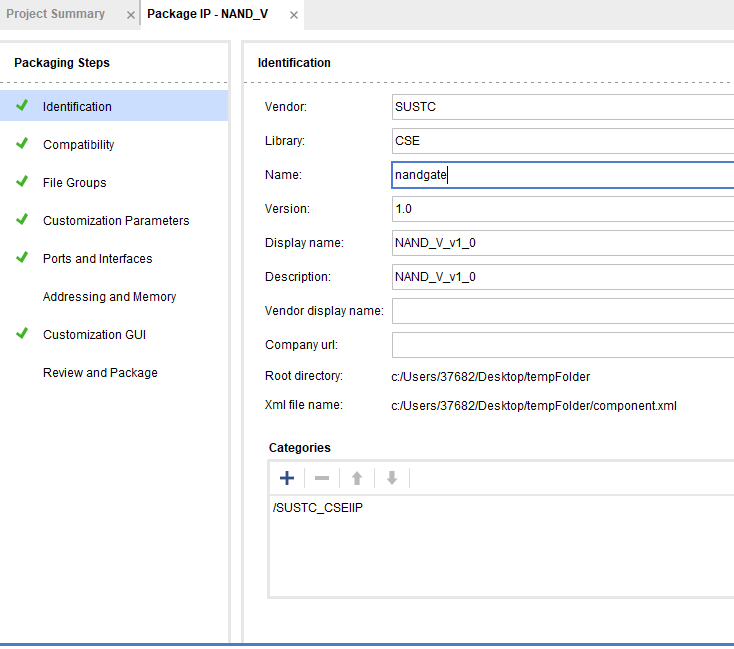 Project Summary × Package IP - NAND_V ×
Packaging Steps
Identification
Compatibility
File Groups
Customization Parameters
Ports and Interfaces
Addressing and Memory
Customization GUI
Review and Package
Identification
Vendor: SUSTC
Library: CSE
Name: nandgate
Version: 1.0
Display name: NAND_V_v1_0
Description: NAND_V_v1_0
Vendor display name:
Company url:
Root directory: c:/Users/37682/Desktop/tempFolder
Xml file name: c:/Users/37682/Desktop/tempFolder/component.xml
Categories
/SUSTC_CSEIIP